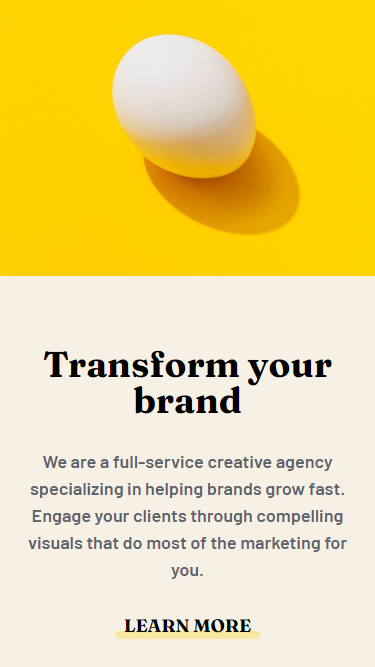 Transform your
brand
We are a full-service creative agency
specializing in helping brands grow fast.
Engage your clients through compelling
visuals that do most of the marketing for
you.
LEARN MORE